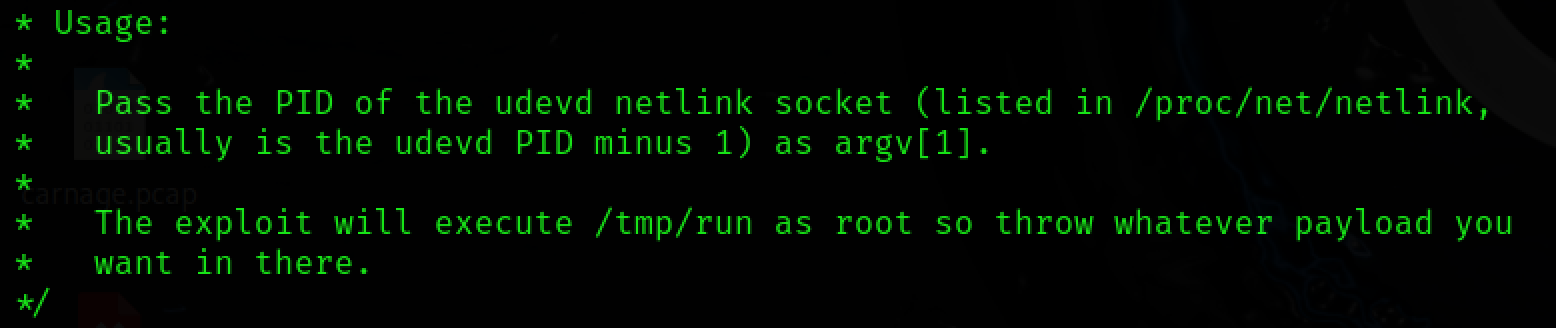 * Usage:
*
*   Pass the PID of the udevd netlink socket (listed in /proc/net/netlink,
*   usually is the udevd PID minus 1) as argv[1].
*
carnage.pcap
*   The exploit will execute /tmp/run as root so throw whatever payload you
*   want in there.
*/